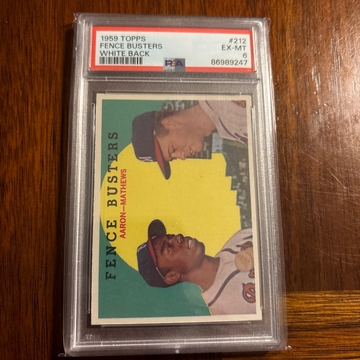 1959 TOPPS
FENCE BUSTERS
WHITE BACK
#212
EX-MT
6
86989247
PSA
FENCE BUSTERS
AARON—MATHEWS